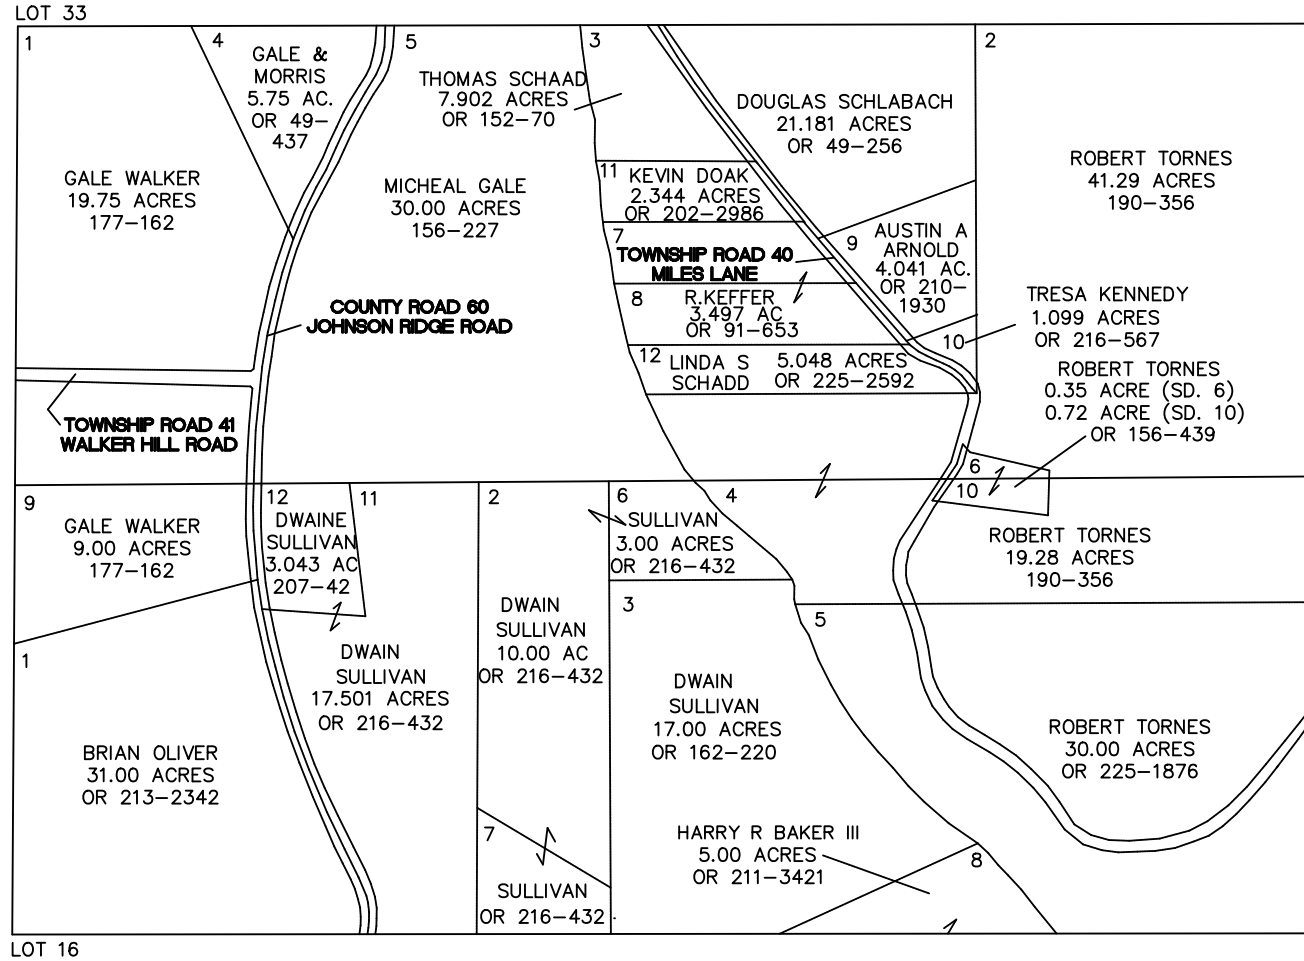 LOT 33
1
4
GALE &
MORRIS
5.75 AC.
OR 49-
437
5
3
2
THOMAS SCHAAD
7.902 ACRES
OR 152-70
DOUGLAS SCHLABACH
21.181 ACRES
OR 49-256
ROBERT TORNES
41.29 ACRES
190-356
GALE WALKER
19.75 ACRES
177-162
MICHEAL GALE
30.00 ACRES
156-227
11
KEVIN DOAK
2.344 ACRES
OR 202-2986
7
TOWNSHIP ROAD 40
MILES LANE
9
AUSTIN A
ARNOLD
4.041 AC.
OR 210-
1930
8
R.KEFFER
3.497 AC
OR 91-653
COUNTY ROAD 60
JOHNSON RIDGE ROAD
TRESA KENNEDY
1.099 ACRES
OR 216-567
10
12
LINDA S
SCHADD
5.048 ACRES
OR 225-2592
ROBERT TORNES
0.35 ACRE (SD. 6)
0.72 ACRE (SD. 10)
OR 156-439
TOWNSHIP ROAD 41
WALKER HILL ROAD
6
10
9
GALE WALKER
9.00 ACRES
177-162
12
DWAINE
SULLIVAN
3.043 AC
207-42
11
2
6
SULLIVAN
3.00 ACRES
OR 216-432
4
ROBERT TORNES
19.28 ACRES
190-356
1
DWAIN
SULLIVAN
17.501 ACRES
OR 216-432
DWAIN
SULLIVAN
10.00 AC
OR 216-432
3
5
DWAIN
SULLIVAN
17.00 ACRES
OR 162-220
ROBERT TORNES
30.00 ACRES
OR 225-1876
BRIAN OLIVER
31.00 ACRES
OR 213-2342
7
SULLIVAN
OR 216-432
HARRY R BAKER III
5.00 ACRES
OR 211-3421
8
LOT 16